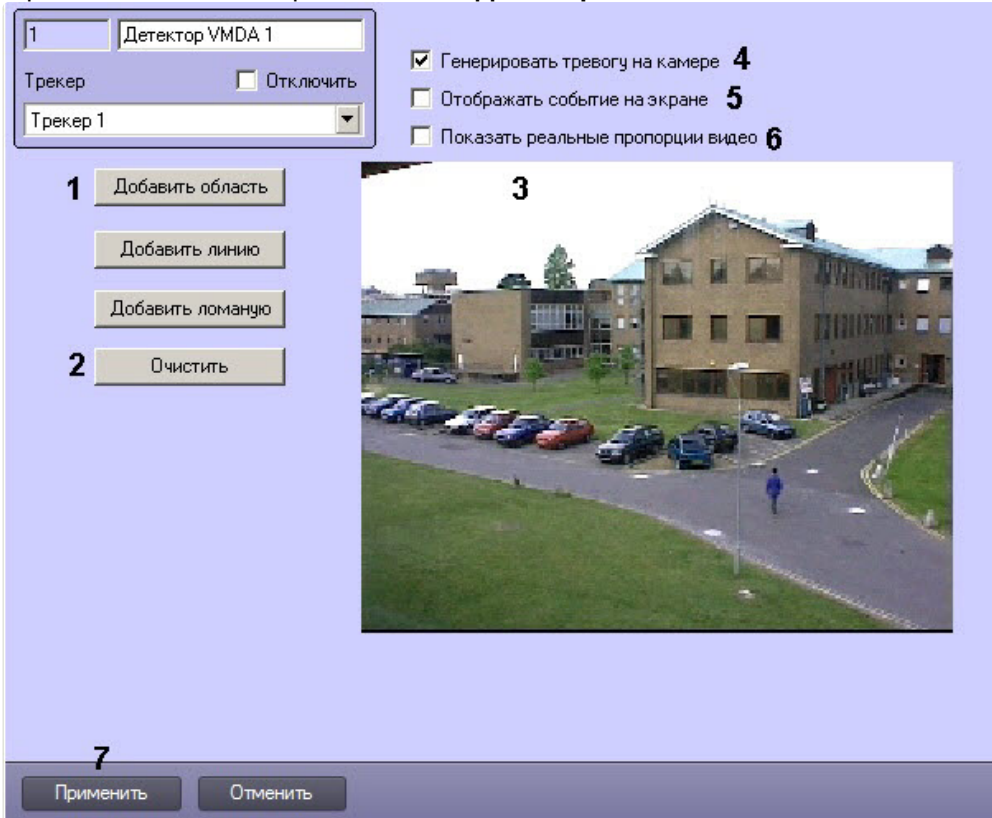 1 Детектор VMDA 1
Трекер Отключить
Трекер 1
Генерировать тревогу на камере 4
Отображать событие на экране 5
Показать реальные пропорции видео 6
1 Добавить область
3
Добавить линию
Добавить ломаную
2 Очистить
7
Применить Отменить